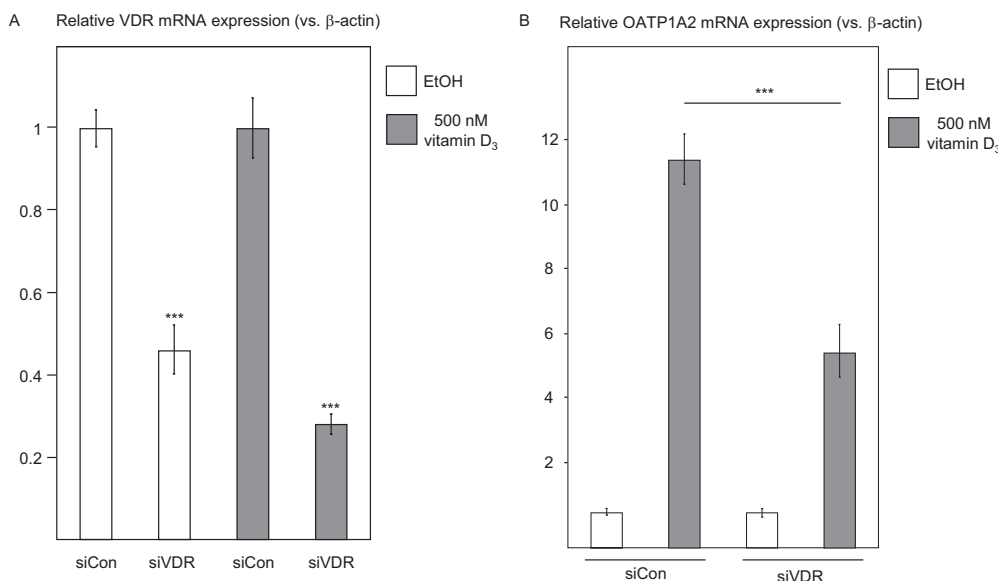 A Relative VDR mRNA expression (vs. β-actin)
1
0.8
0.6
0.4
0.2
***
***
siCon siVDR siCon siVDR
EtOH
500 nM
vitamin D₃
B Relative OATP1A2 mRNA expression (vs. β-actin)
12
10
8
6
4
2
***
siCon siVDR
EtOH
500 nM
vitamin D₃